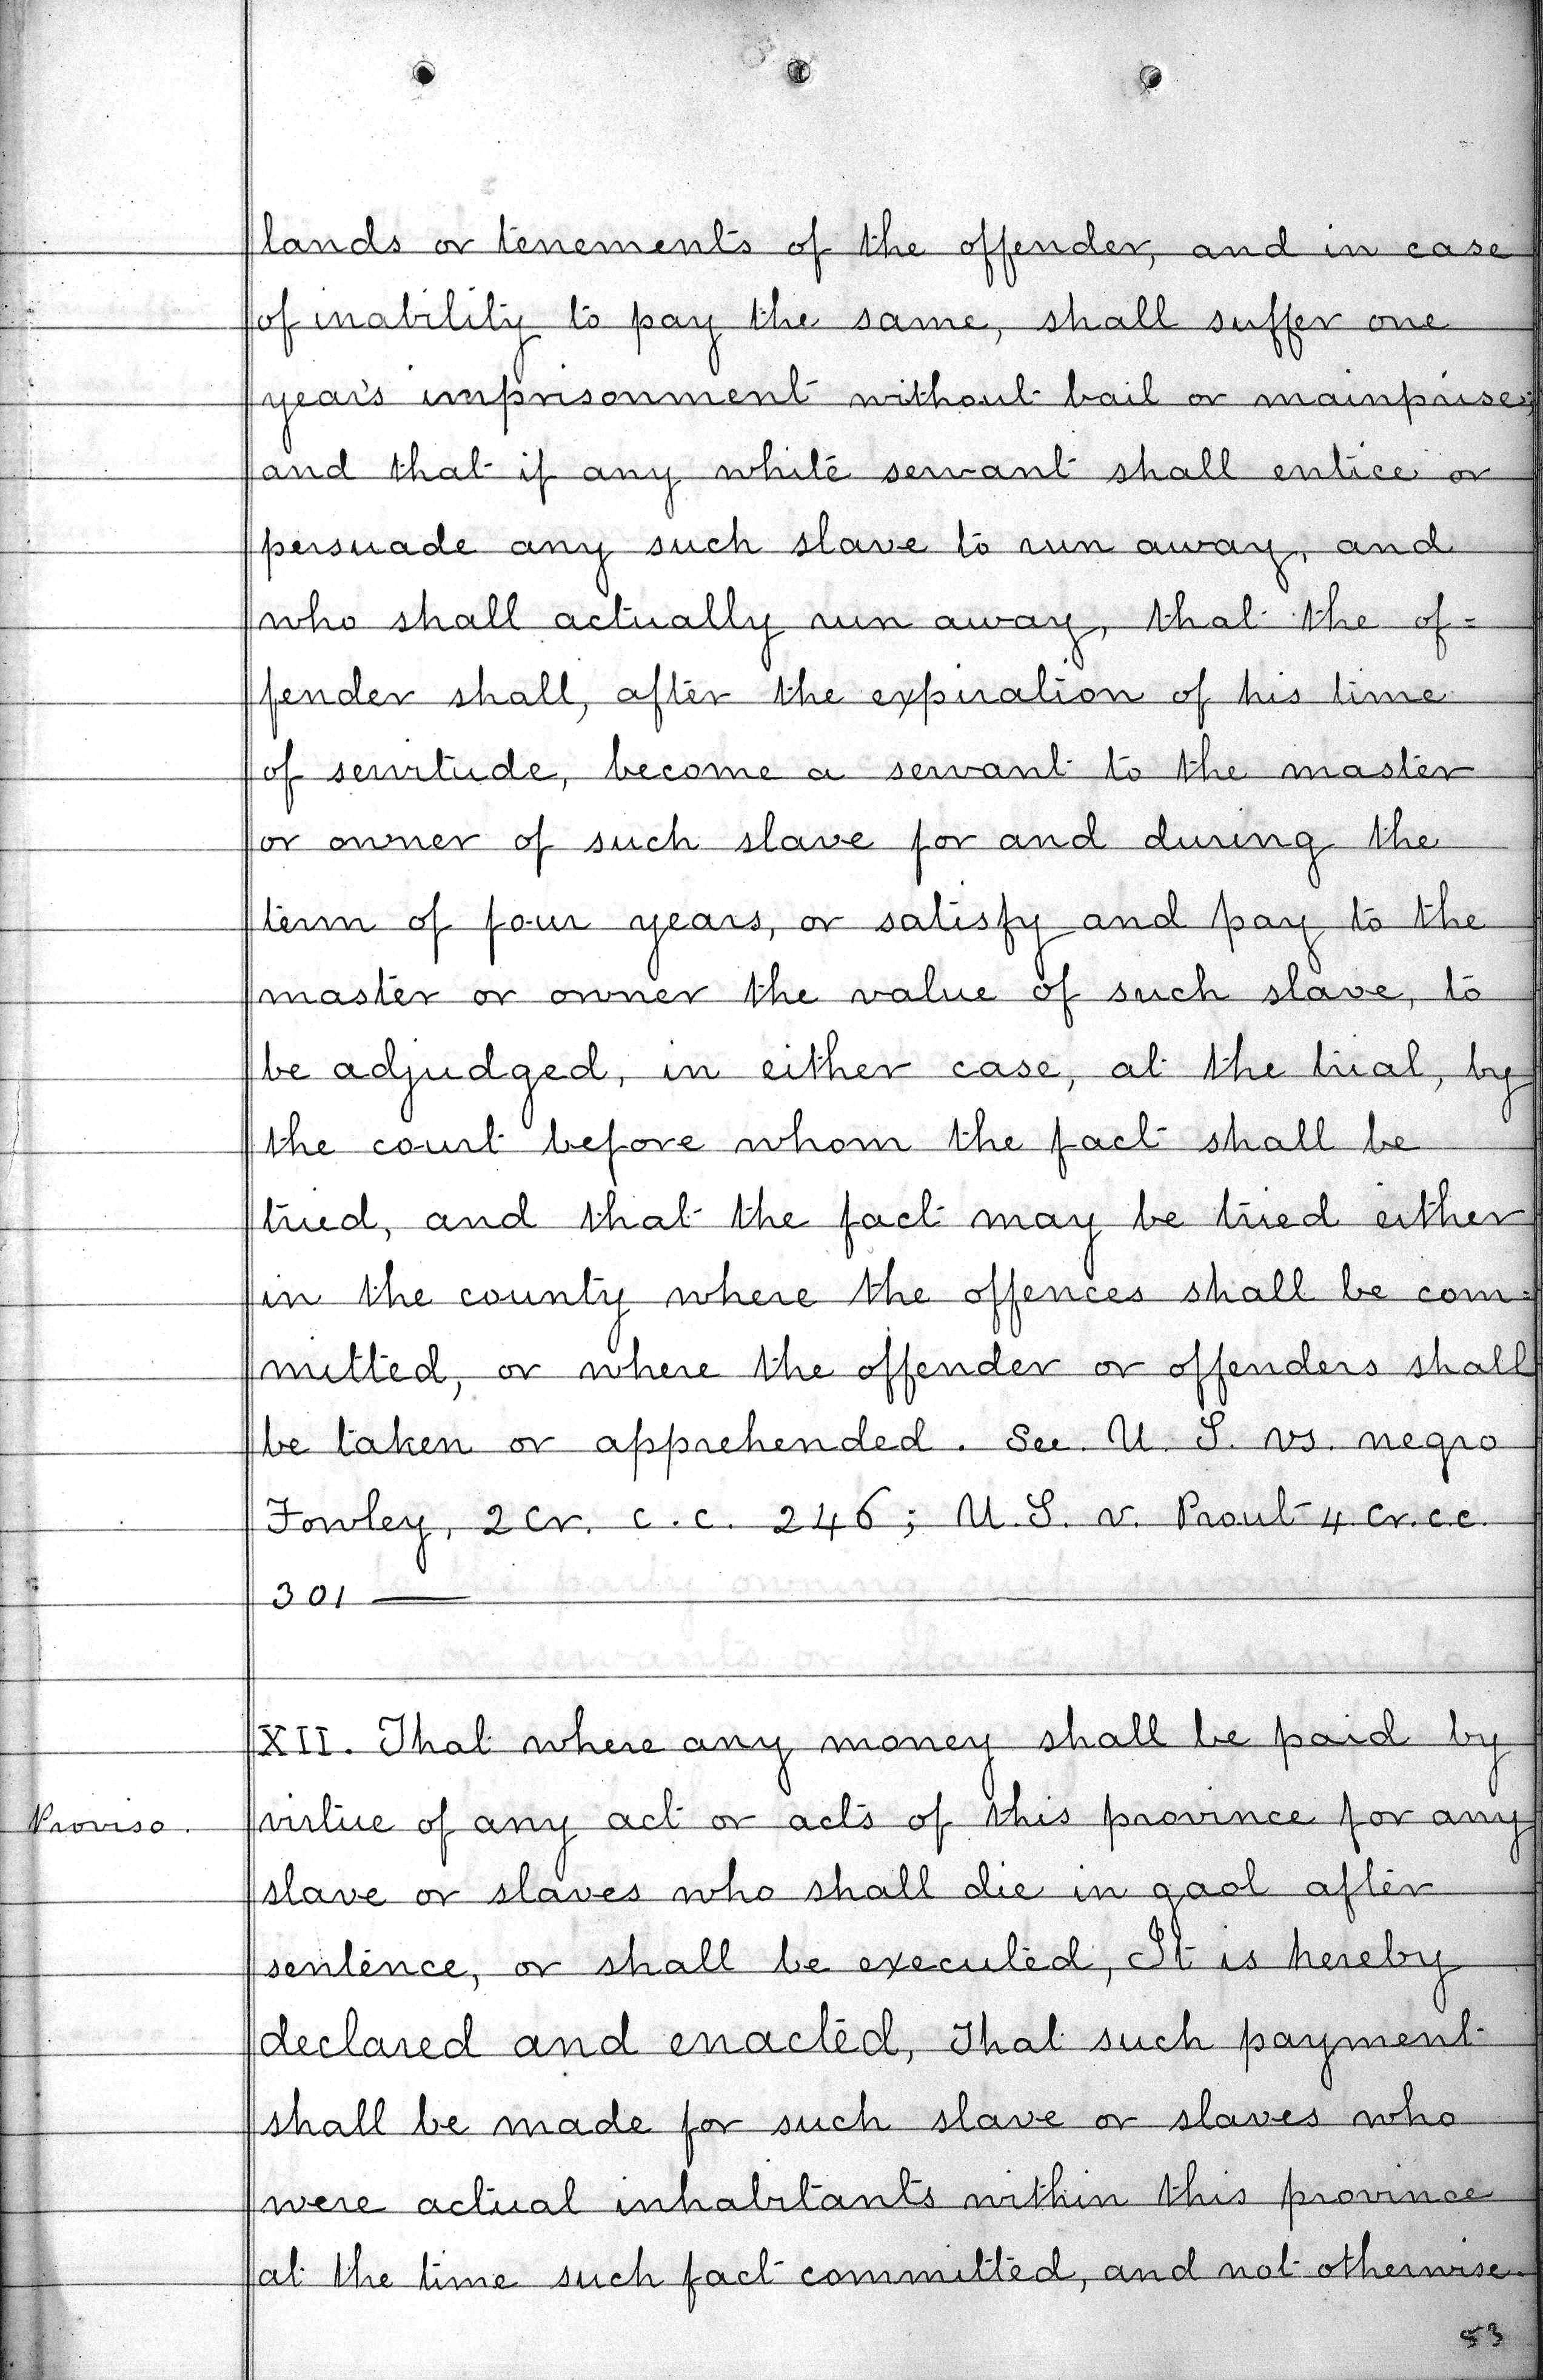 lands or tenements of the offender, and in case
of inability to pay the same, shall suffer one
year's imprisonment without bail or mainprise;
and that if any white servant shall entice or
persuade any such slave to run away, and
who shall actually run away, that the of=
fender shall, after the expiration of his time
of servitude, become a servant to the master
or owner of such slave for and during the
term of four years, or satisfy and pay to the
master or owner the value of such slave, to
be adjudged, in either case, at the trial, by
the court before whom the fact shall be
tried, and that the fact may be tried either
in the county where the offences shall be com=
mitted, or where the offender or offenders shall
be taken or apprehended. See. U. S. vs. negro
Fowley, 2 Cr. c.c. 246; U.S. v. Prout 4 Cr.c.c.
301 —
XII. That where any money shall be paid by
Proviso. virtue of any act or acts of this province for any
slave or slaves who shall die in gaol after
sentence, or shall be executed, It is hereby
declared and enacted, That such payment
shall be made for such slave or slaves who
were actual inhabitants within this province
at the time such fact committed, and not otherwise.
53